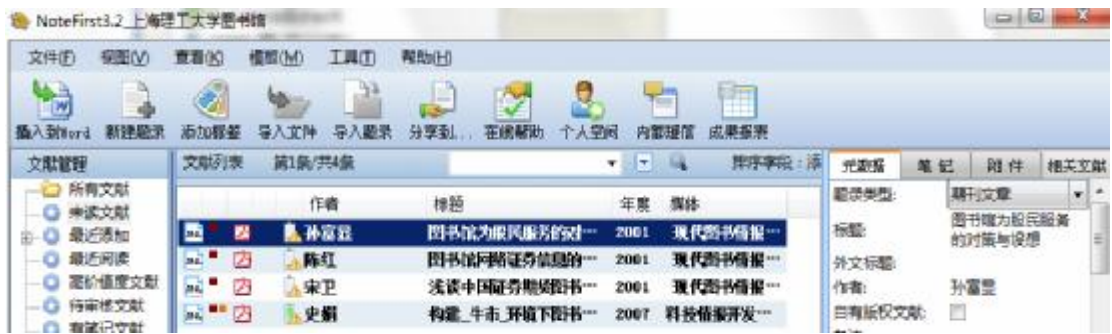 NoteFirst3.2_上海理工大学图书馆
文件(F) 视图(V) 查看(K) 模板(M) 工具(T) 帮助(H)
插入到Word 新建题录 添加标签 导入文件 导入题录 分享到... 在线帮助 个人空间 内部通信 成果报表
文献管理 文献列表 第1条/共4条 排序字段：添
元数据 笔记 附件 相关文献
所有文献
未读文献
最近添加
最近阅读
高价值度文献
待审核文献
有笔记文献
作者 标题 年度 媒体
图书馆为股民服务的对… 2001 现代图书情报…
陈红 图书馆网络证券信息的… 2001 现代图书情报…
宋卫 浅谈中国证券期货图书… 2001 现代图书情报…
史娟 构建_牛市_环境下图书… 2007 科技情报开发…
题录类型: 期刊文章
标题: 图书馆为股民服务
的对策与设想
外文标题:
作者:
自有版权文献: